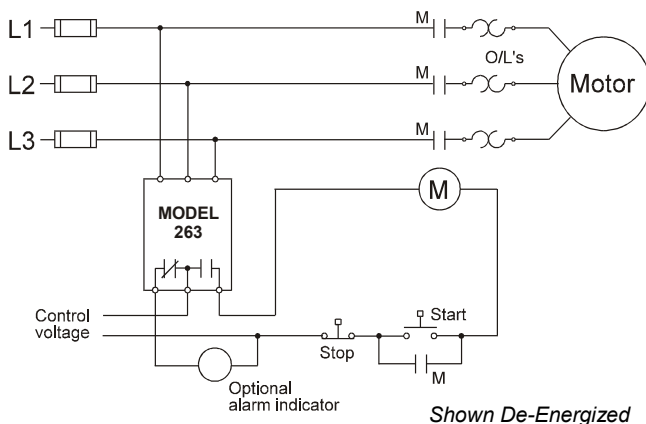 L1
M
O/L's
L2
M
Motor
L3
M
MODEL
263
M
Control
voltage
Start
Stop
M
Optional
alarm indicator
Shown De-Energized